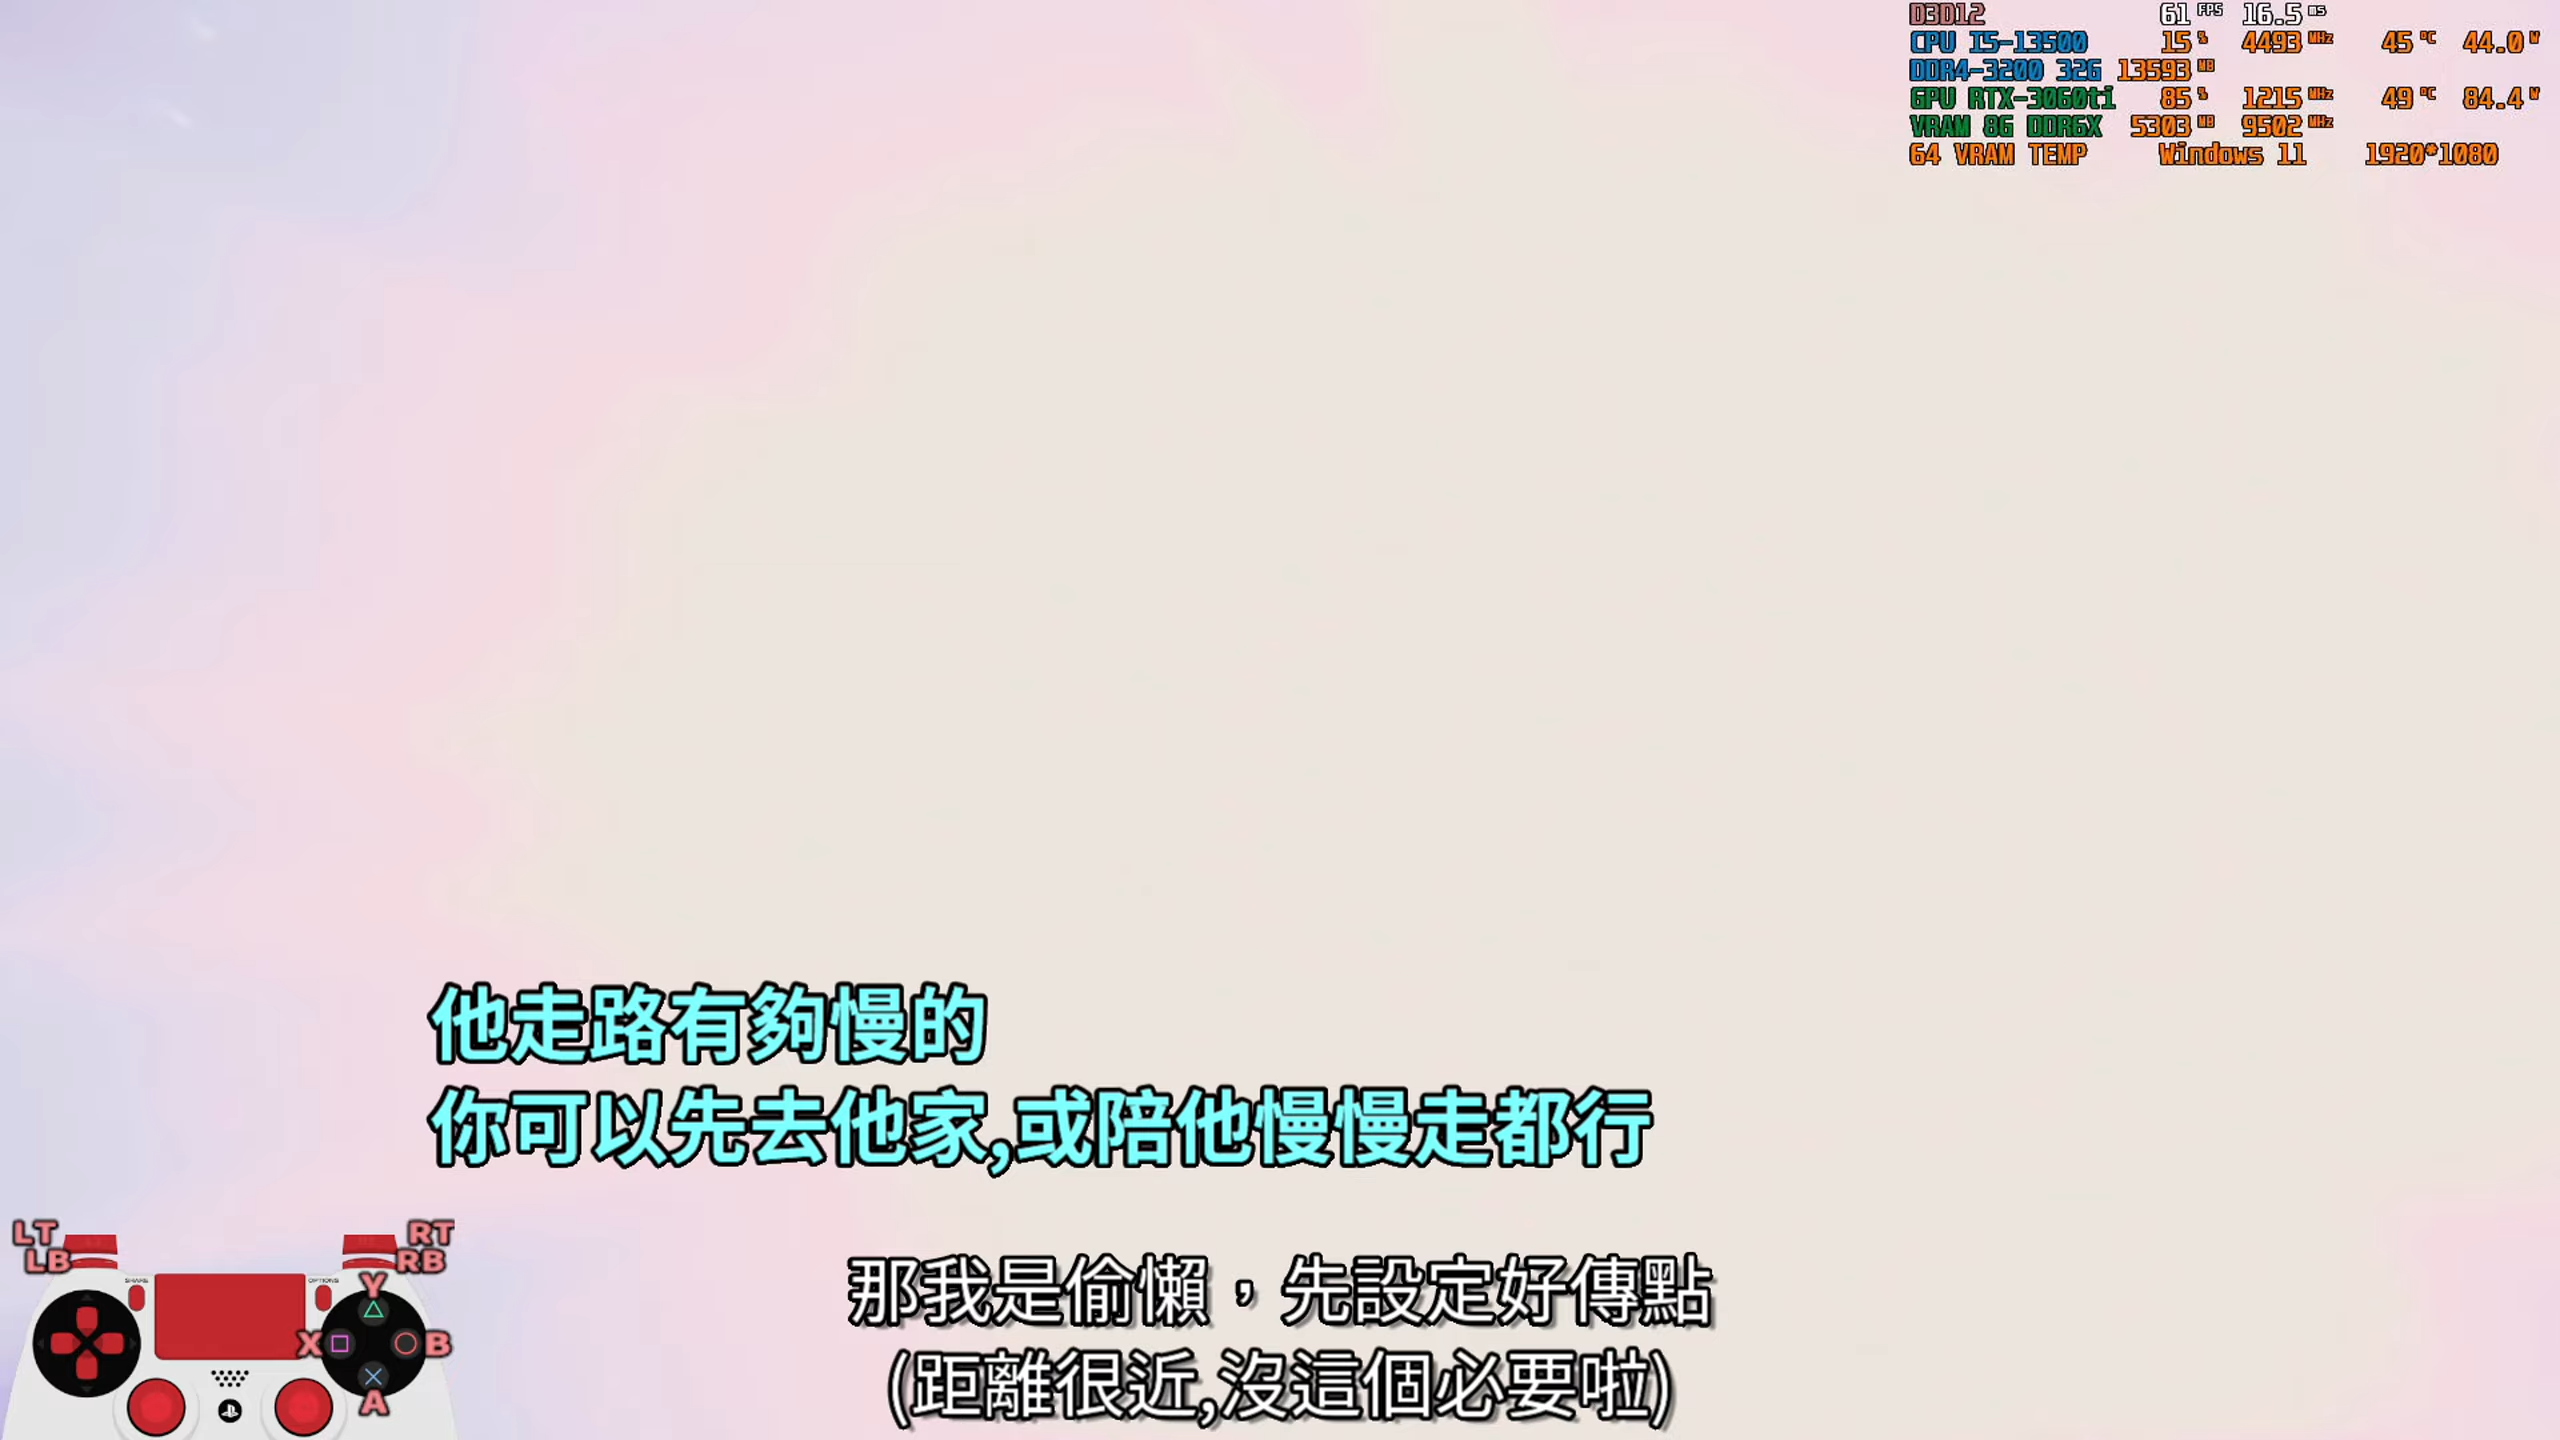 D3D12 61 FPS 16.5 ms
CPU I5-13500 15 % 4493 MHz 45 °C 44.0 W
DDR4-3200 32G 13593 MB
GPU RTX-3060ti 85 % 1215 MHz 49 °C 84.4 W
VRAM 8G DDR6X 5303 MB 9502 MHz
64 VRAM TEMP Windows 11 1920*1080
他走路有夠慢的
你可以先去他家,或陪他慢慢走都行
LT RT
LB RB
SHARE OPTIONS
Y
X B
A
那我是偷懶，先設定好傳點
(距離很近,沒這個必要啦)